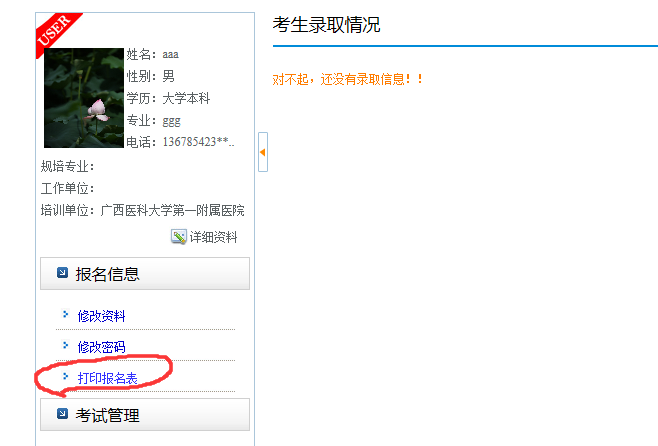 USER
姓名：aaa
性别：男
学历：大学本科
专业：ggg
电话：136785423**..
规培专业：
工作单位：
培训单位：广西医科大学第一附属医院
详细资料
报名信息
修改资料
修改密码
打印报名表
考试管理
考生录取情况
对不起，还没有录取信息！！